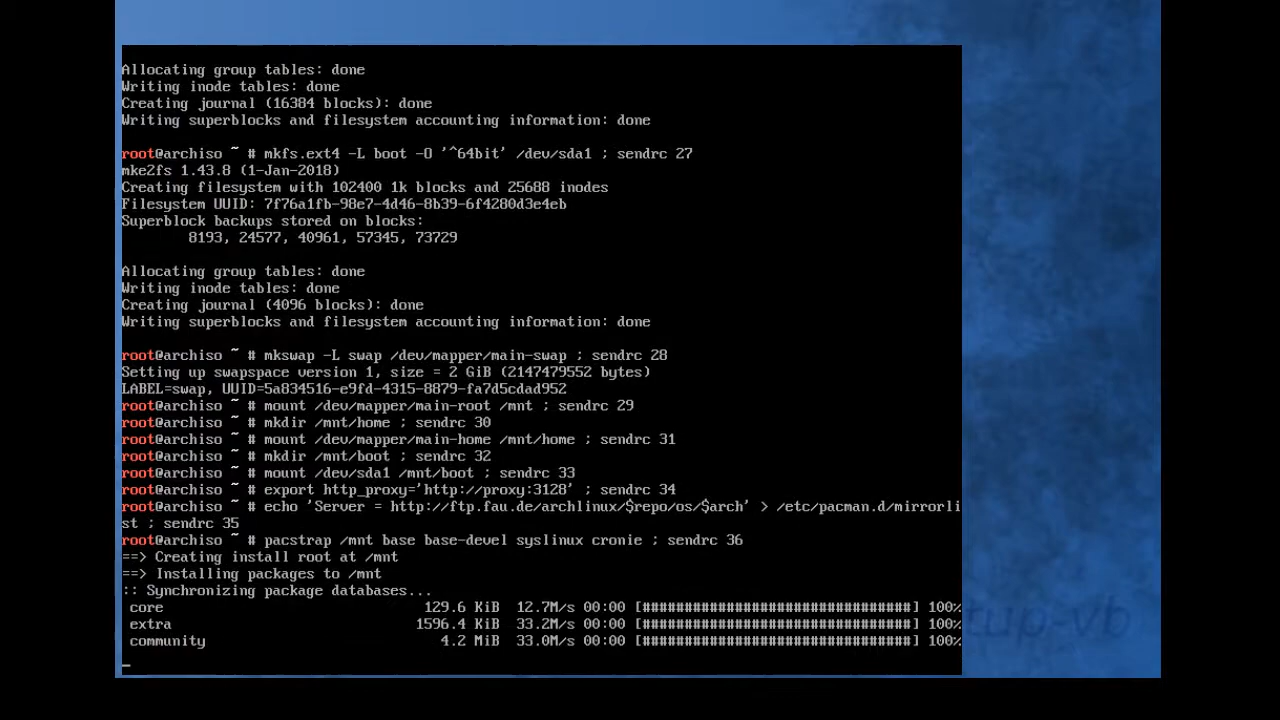 Allocating group tables: done
Writing inode tables: done
Creating journal (16384 blocks): done
Writing superblocks and filesystem accounting information: done
root@archiso ~ # mkfs.ext4 -L boot -O '^64bit' /dev/sda1 ; sendrc 27
mke2fs 1.43.8 (1-Jan-2018)
Creating filesystem with 102400 1k blocks and 25688 inodes
Filesystem UUID: 7f76a1fb-98e7-4d46-8b39-6f4280d3e4eb
Superblock backups stored on blocks:
8193, 24577, 40961, 57345, 73729
Allocating group tables: done
Writing inode tables: done
Creating journal (4096 blocks): done
Writing superblocks and filesystem accounting information: done
root@archiso ~ # mkswap -L swap /dev/mapper/main-swap ; sendrc 28
Setting up swapspace version 1, size = 2 GiB (2147479552 bytes)
LABEL=swap, UUID=5a834516-e9fd-4315-8879-fa7d5cdad952
root@archiso ~ # mount /dev/mapper/main-root /mnt ; sendrc 29
root@archiso ~ # mkdir /mnt/home ; sendrc 30
root@archiso ~ # mount /dev/mapper/main-home /mnt/home ; sendrc 31
root@archiso ~ # mkdir /mnt/boot ; sendrc 32
root@archiso ~ # mount /dev/sda1 /mnt/boot ; sendrc 33
root@archiso ~ # export http_proxy='http://proxy:3128' ; sendrc 34
root@archiso ~ # echo 'Server = http://ftp.fau.de/archlinux/$repo/os/$arch' > /etc/pacman.d/mirrorli
st ; sendrc 35
root@archiso ~ # pacstrap /mnt base base-devel syslinux cronie ; sendrc 36
==> Creating install root at /mnt
==> Installing packages to /mnt
:: Synchronizing package databases...
core 129.6 KiB 12.7M/s 00:00 [################################] 100%
extra 1596.4 KiB 33.2M/s 00:00 [################################] 100%
community 4.2 MiB 33.0M/s 00:00 [################################] 100%
tup-vb